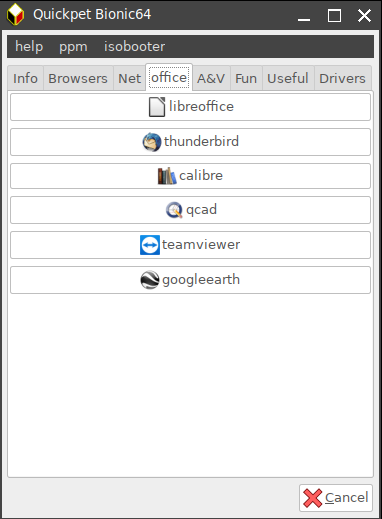 Quickpet Bionic64
help ppm isobooter
Info Browsers Net office A&V Fun Useful Drivers
libreoffice
thunderbird
calibre
qcad
teamviewer
googleearth
Cancel